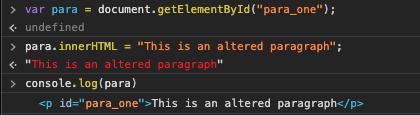 > var para = document.getElementById("para_one");
<· undefined
> para.innerHTML = "This is an altered paragraph";
<· "This is an altered paragraph"
> console.log(para)
<p id="para_one">This is an altered paragraph</p>